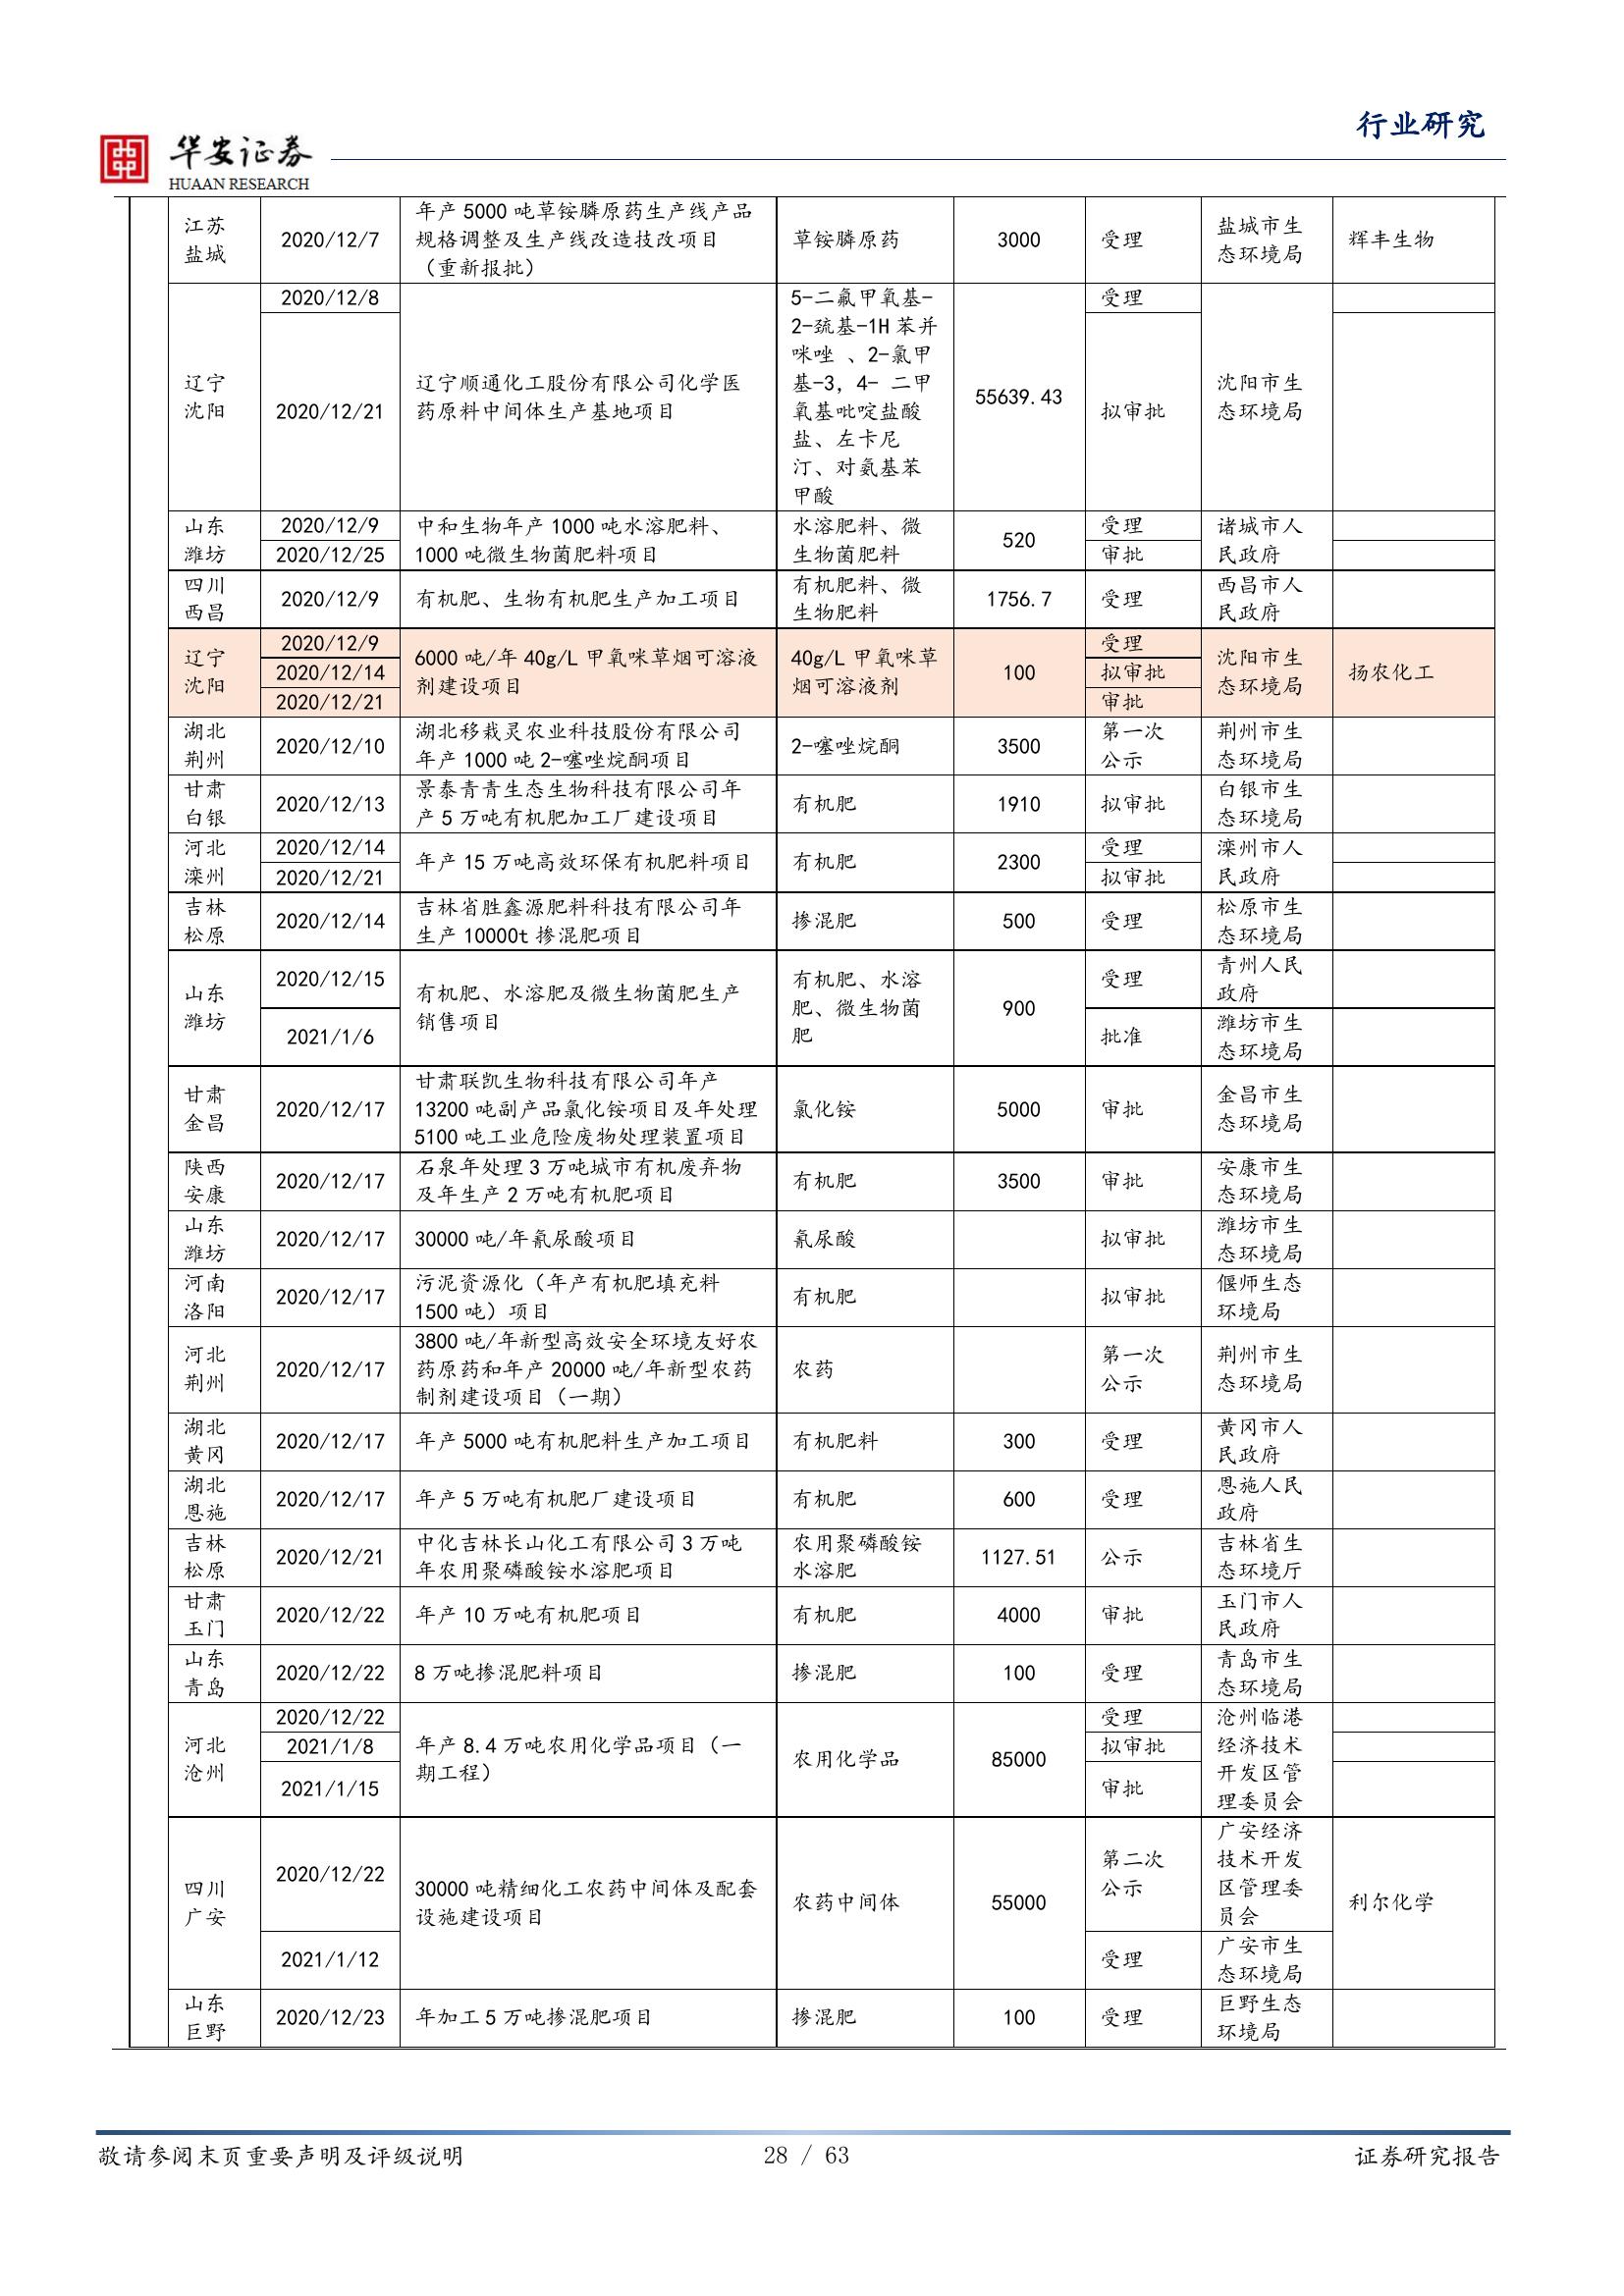 行业研究
华安证券
HUAAN RESEARCH
江苏
盐城
2020/12/7
年产 5000 吨草铵膦原药生产线产品
规格调整及生产线改造技改项目
（重新报批）
草铵膦原药
3000
受理
盐城市生
态环境局
辉丰生物
辽宁
沈阳
2020/12/8
2020/12/21
辽宁顺通化工股份有限公司化学医
药原料中间体生产基地项目
5-二氟甲氧基-
2-巯基-1H 苯并
咪唑 、2-氯甲
基-3，4- 二甲
氧基吡啶盐酸
盐、左卡尼
汀、对氨基苯
甲酸
55639.43
受理
拟审批
沈阳市生
态环境局
山东
潍坊
2020/12/9
2020/12/25
中和生物年产 1000 吨水溶肥料、
1000 吨微生物菌肥料项目
水溶肥料、微
生物菌肥料
520
受理
审批
诸城市人
民政府
四川
西昌
2020/12/9
有机肥、生物有机肥生产加工项目
有机肥料、微
生物肥料
1756.7
受理
西昌市人
民政府
辽宁
沈阳
2020/12/9
2020/12/14
2020/12/21
6000 吨/年 40g/L 甲氧咪草烟可溶液
剂建设项目
40g/L 甲氧咪草
烟可溶液剂
100
受理
拟审批
审批
沈阳市生
态环境局
扬农化工
湖北
荆州
2020/12/10
湖北移栽灵农业科技股份有限公司
年产 1000 吨 2-噻唑烷酮项目
2-噻唑烷酮
3500
第一次
公示
荆州市生
态环境局
甘肃
白银
2020/12/13
景泰青青生态生物科技有限公司年
产 5 万吨有机肥加工厂建设项目
有机肥
1910
拟审批
白银市生
态环境局
河北
滦州
2020/12/14
2020/12/21
年产 15 万吨高效环保有机肥料项目
有机肥
2300
受理
拟审批
滦州市人
民政府
吉林
松原
2020/12/14
吉林省胜鑫源肥料科技有限公司年
生产 10000t 掺混肥项目
掺混肥
500
受理
松原市生
态环境局
山东
潍坊
2020/12/15
2021/1/6
有机肥、水溶肥及微生物菌肥生产
销售项目
有机肥、水溶
肥、微生物菌
肥
900
受理
批准
青州人民
政府
潍坊市生
态环境局
甘肃
金昌
2020/12/17
甘肃联凯生物科技有限公司年产
13200 吨副产品氯化铵项目及年处理
5100 吨工业危险废物处理装置项目
氯化铵
5000
审批
金昌市生
态环境局
陕西
安康
2020/12/17
石泉年处理 3 万吨城市有机废弃物
及年生产 2 万吨有机肥项目
有机肥
3500
审批
安康市生
态环境局
山东
潍坊
2020/12/17
30000 吨/年氰尿酸项目
氰尿酸
拟审批
潍坊市生
态环境局
河南
洛阳
2020/12/17
污泥资源化（年产有机肥填充料
1500 吨）项目
有机肥
拟审批
偃师生态
环境局
河北
荆州
2020/12/17
3800 吨/年新型高效安全环境友好农
药原药和年产 20000 吨/年新型农药
制剂建设项目（一期）
农药
第一次
公示
荆州市生
态环境局
湖北
黄冈
2020/12/17
年产 5000 吨有机肥料生产加工项目
有机肥料
300
受理
黄冈市人
民政府
湖北
恩施
2020/12/17
年产 5 万吨有机肥厂建设项目
有机肥
600
受理
恩施人民
政府
吉林
松原
2020/12/21
中化吉林长山化工有限公司 3 万吨
年农用聚磷酸铵水溶肥项目
农用聚磷酸铵
水溶肥
1127.51
公示
吉林省生
态环境厅
甘肃
玉门
2020/12/22
年产 10 万吨有机肥项目
有机肥
4000
审批
玉门市人
民政府
山东
青岛
2020/12/22
8 万吨掺混肥料项目
掺混肥
100
受理
青岛市生
态环境局
河北
沧州
2020/12/22
2021/1/8
2021/1/15
年产 8.4 万吨农用化学品项目（一
期工程）
农用化学品
85000
受理
拟审批
审批
沧州临港
经济技术
开发区管
理委员会
四川
广安
2020/12/22
2021/1/12
30000 吨精细化工农药中间体及配套
设施建设项目
农药中间体
55000
第二次
公示
受理
广安经济
技术开发
区管理委
员会
广安市生
态环境局
利尔化学
山东
巨野
2020/12/23
年加工 5 万吨掺混肥项目
掺混肥
100
受理
巨野生态
环境局
敬请参阅末页重要声明及评级说明
28 / 63
证券研究报告